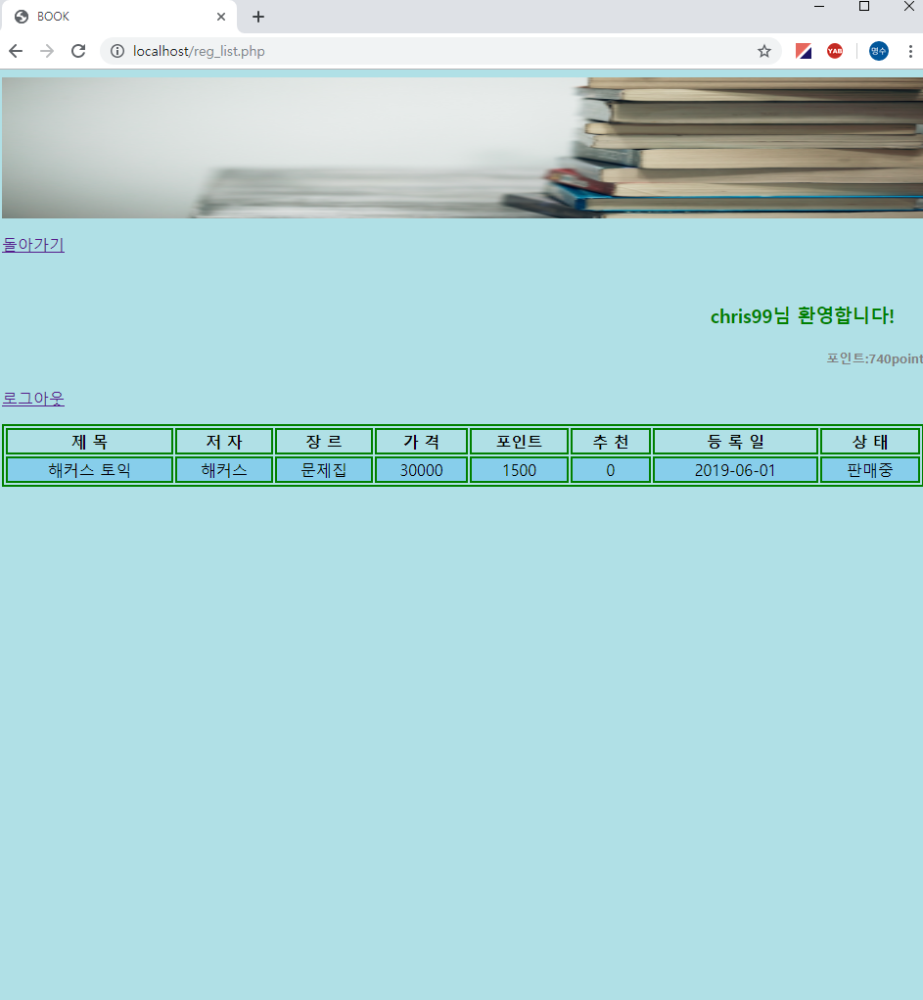 BOOK
localhost/reg_list.php
YAB
명수
돌아가기
chris99님 환영합니다!
포인트:740point
로그아웃
제 목 저 자 장 르 가 격 포인트 추 천 등 록 일 상 태
해커스 토익 해커스 문제집 30000 1500 0 2019-06-01 판매중